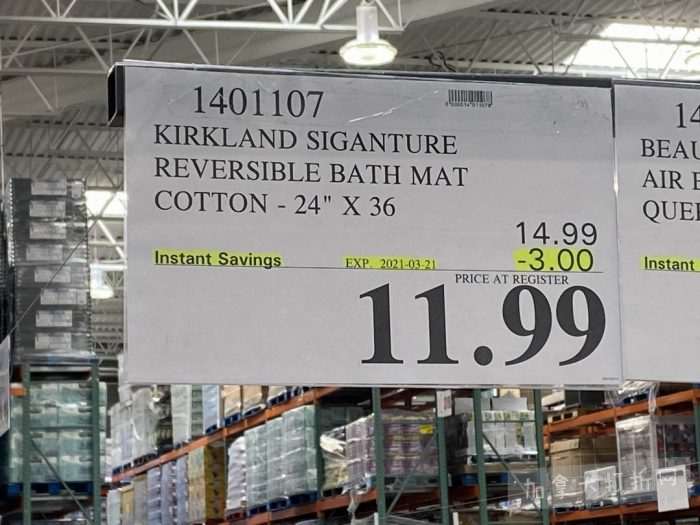 1401107
KIRKLAND SIGANTURE
REVERSIBLE BATH MAT
COTTON - 24" X 36
14.99
Instant Savings EXP. 2021-03-21 -3.00
PRICE AT REGISTER
11.99
14
BEAU
AIR
QUE
Instant